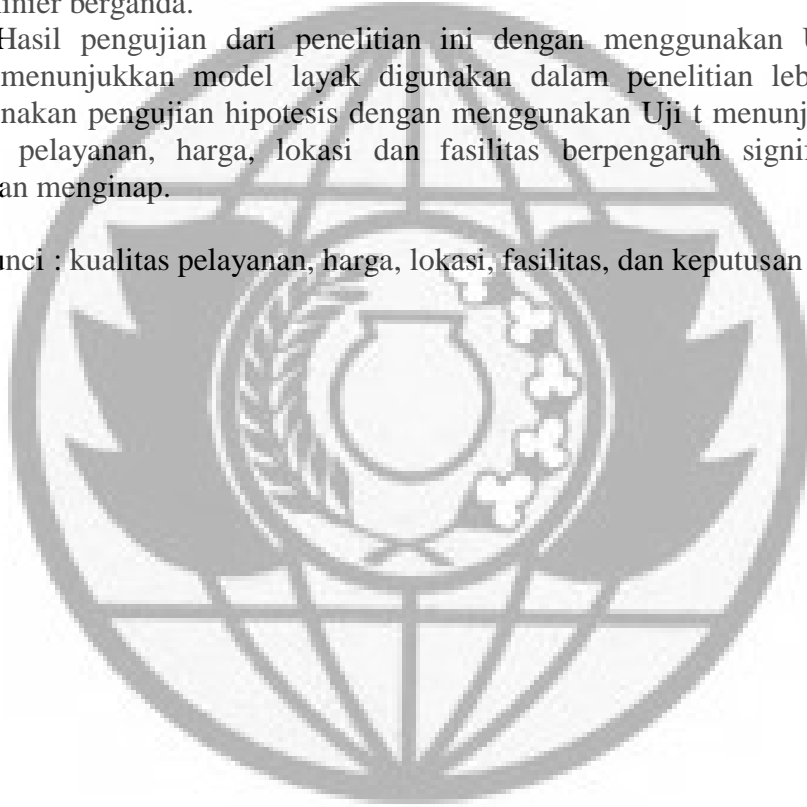 linier berganda.
Hasil pengujian dari penelitian ini dengan menggunakan U
menunjukkan model layak digunakan dalam penelitian leb
nakan pengujian hipotesis dengan menggunakan Uji t menunj
pelayanan, harga, lokasi dan fasilitas berpengaruh signi
an menginap.
unci : kualitas pelayanan, harga, lokasi, fasilitas, dan keputusan